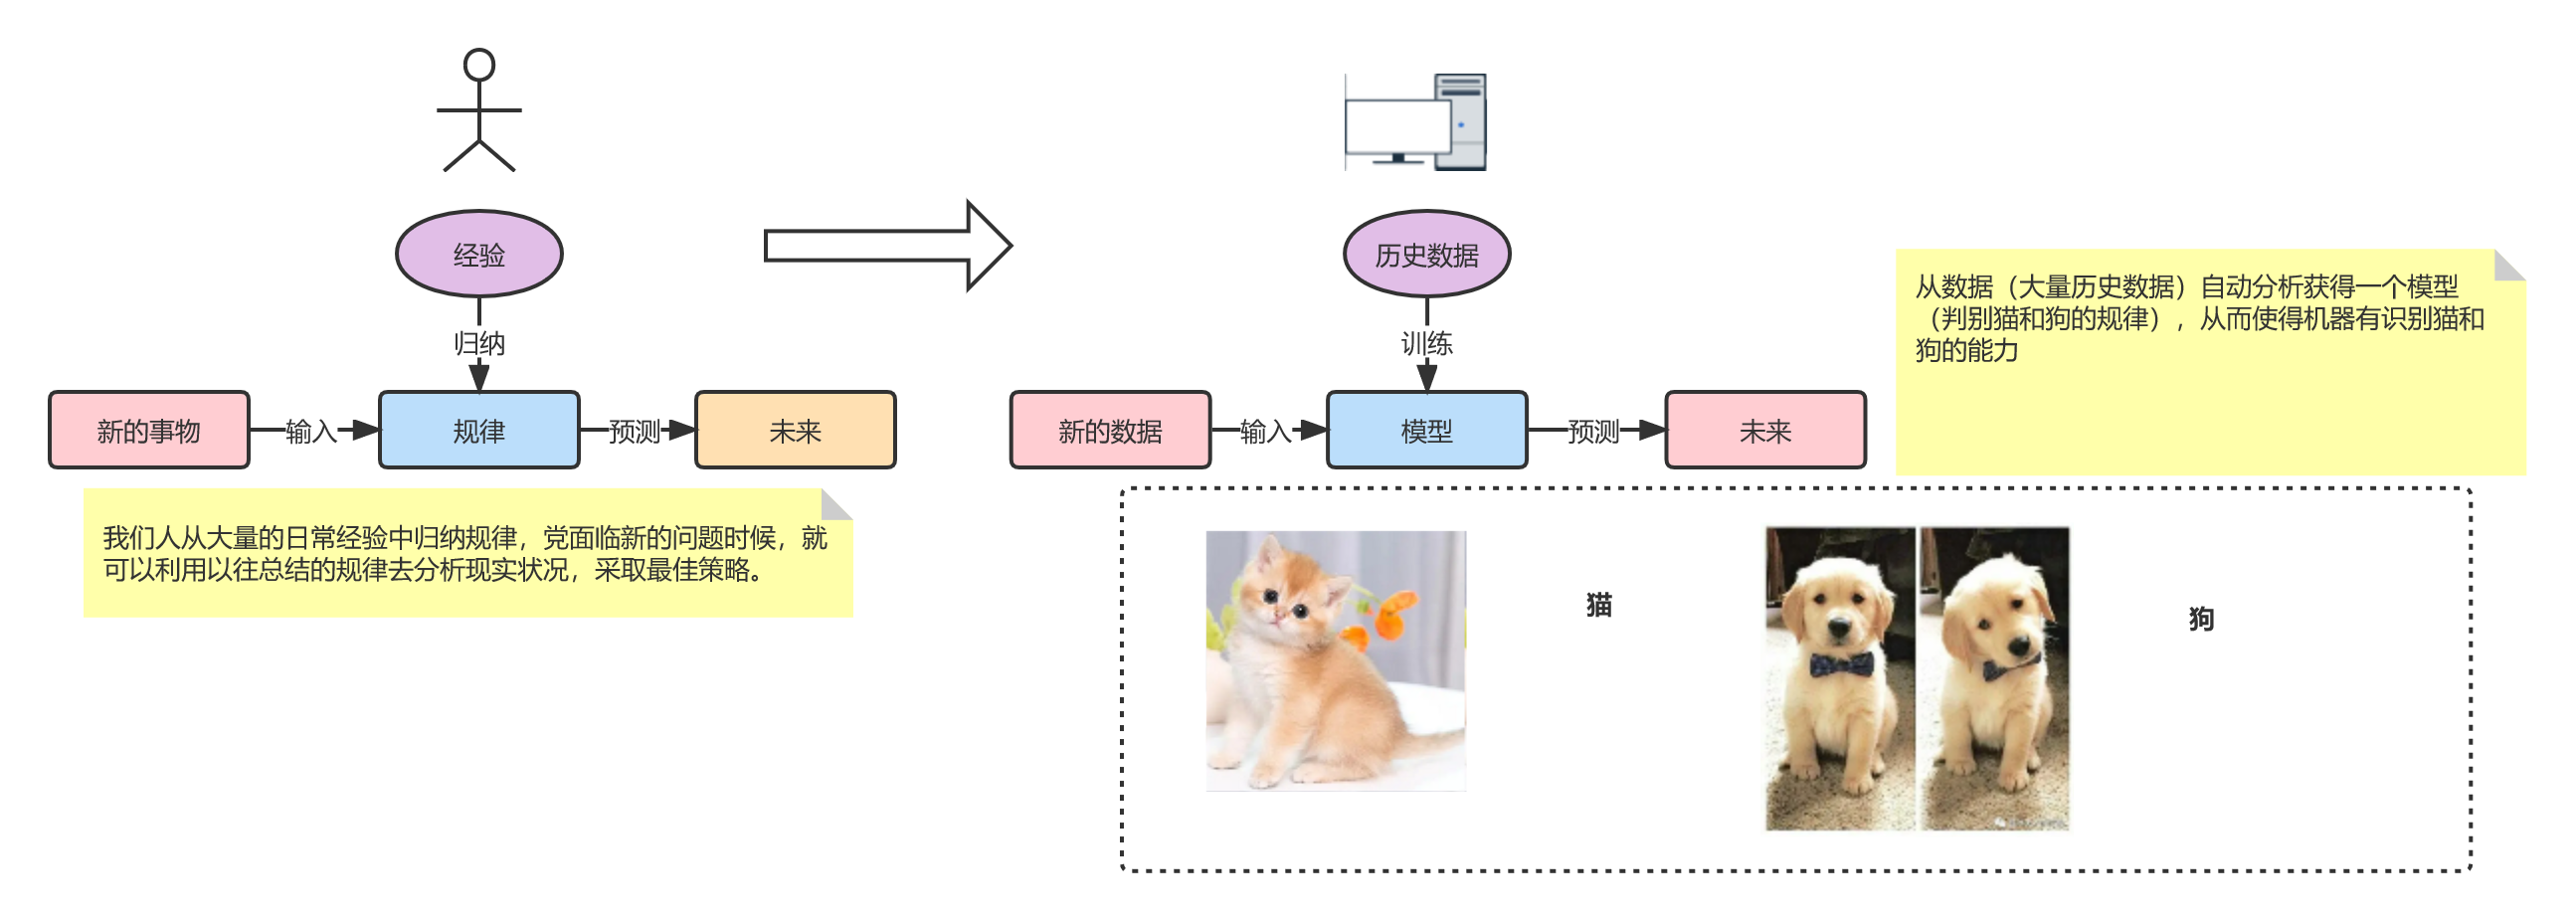 经验
归纳
新的事物
输入
规律
预测
未来
我们人从大量的日常经验中归纳规律，党面临新的问题时候，就
可以利用以往总结的规律去分析现实状况，采取最佳策略。
历史数据
训练
新的数据
输入
模型
预测
未来
从数据（大量历史数据）自动分析获得一个模型
（判别猫和狗的规律），从而使得机器有识别猫和
狗的能力
猫
狗